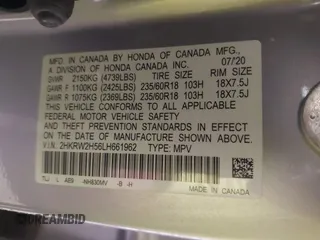 MFD. IN CANADA BY HONDA OF CANADA MFG.,
A DIVISION OF HONDA CANADA INC. 07/20
GVWR 2150KG (4739LBS) TIRE SIZE RIM SIZE
GAWR F 1100KG (2425LBS) 235/60R18 103H 18X7.5J
GAWR R 1075KG (2369LBS) 235/60R18 103H 18X7.5J
THIS VEHICLE CONFORMS TO ALL APPLICABLE
FEDERAL MOTOR VEHICLE SAFETY AND
THEFT PREVENTION STANDARDS IN EFFECT ON
THE DATE OF MANUFACTURE SHOWN ABOVE.
V.I.N. 2HKRW2H56LH661962 TYPE: MPV
NH830MV -B -H
MADE IN CANADA
DREAMBID